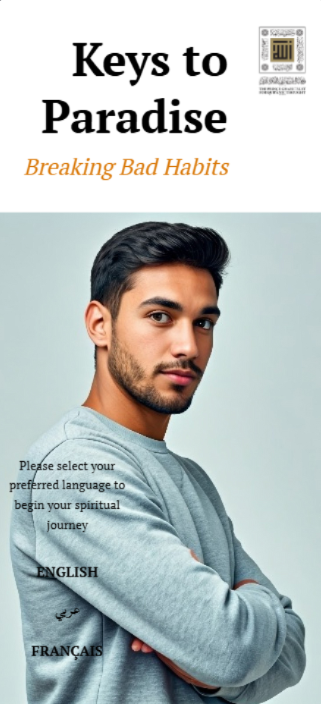 Keys to
Paradise
Breaking Bad Habits
الله
Please select your
preferred language to
begin your spiritual
journey
ENGLISH
عربي
FRANÇAIS